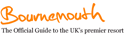 Bournemouth
The Official Guide to the UK's premier resort